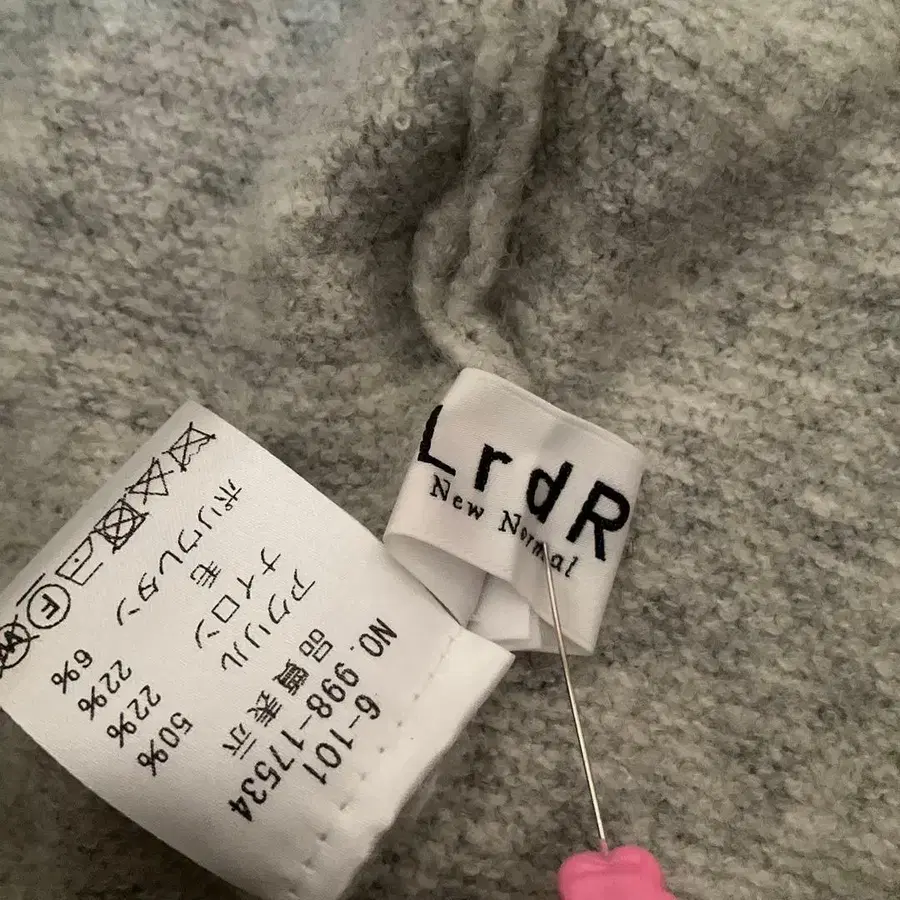 LrdR
New Normal
6-101
NO. 998-17534
品質表示
アクリル 50%
ナイロン 22%
毛 22%
ポリウレタン 6%
F